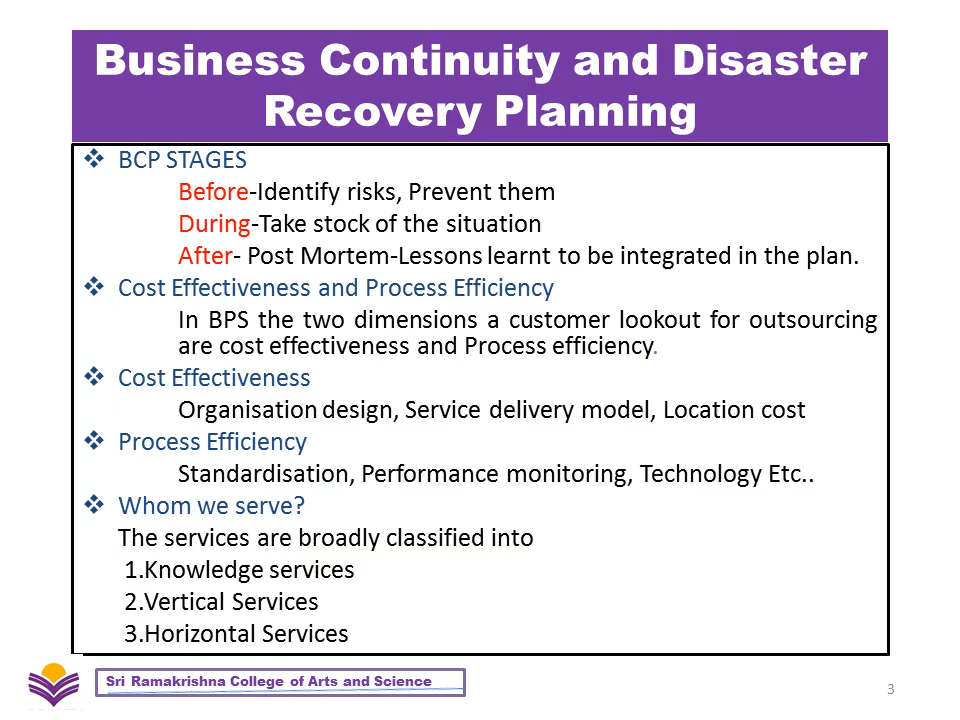 Business Continuity and Disaster
Recovery Planning
❖ BCP STAGES
Before-Identify risks, Prevent them
During-Take stock of the situation
After- Post Mortem-Lessons learnt to be integrated in the plan.
❖ Cost Effectiveness and Process Efficiency
In BPS the two dimensions a customer lookout for outsourcing
are cost effectiveness and Process efficiency.
❖ Cost Effectiveness
Organisation design, Service delivery model, Location cost
❖ Process Efficiency
Standardisation, Performance monitoring, Technology Etc..
❖ Whom we serve?
The services are broadly classified into
1.Knowledge services
2.Vertical Services
3.Horizontal Services
Sri Ramakrishna College of Arts and Science
3